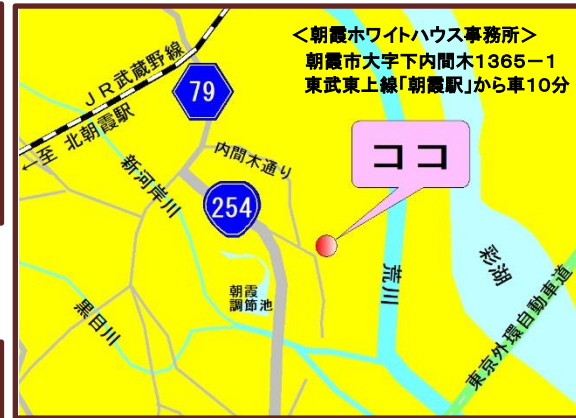 <朝霞ホワイトハウス事務所>
朝霞市大字下内間木1365-1
東武東上線「朝霞駅」から車10分
JR武蔵野線
79
←至 北朝霞駅
内間木通り
ココ
新河岸川
254
荒川
彩湖
朝霞
調節池
黒目川
東京外環自動車道